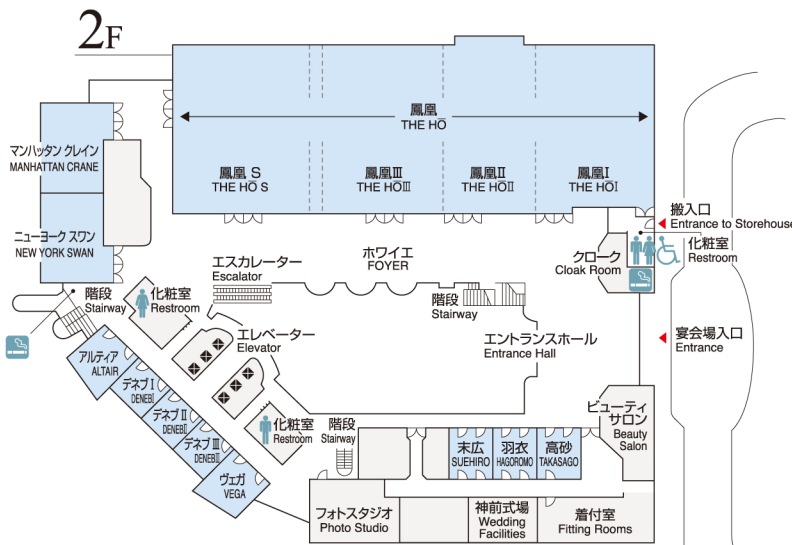 2F
鳳凰
THE HŌ
マンハッタン クレイン
MANHATTAN CRANE
鳳凰 S
THE HŌ S
鳳凰Ⅲ
THE HŌⅢ
鳳凰Ⅱ
THE HŌⅡ
鳳凰Ⅰ
THE HŌⅠ
ニューヨーク スワン
NEW YORK SWAN
搬入口
Entrance to Storehouse
化粧室
Restroom
ホワイエ
FOYER
クローク
Cloak Room
エスカレーター
Escalator
階段
Stairway
化粧室
Restroom
階段
Stairway
エレベーター
Elevator
エントランスホール
Entrance Hall
宴会場入口
Entrance
アルティア
ALTAIR
デネブⅠ
DENEBⅠ
デネブⅡ
DENEBⅡ
デネブⅢ
DENEBⅢ
ヴェガ
VEGA
化粧室
Restroom
階段
Stairway
末広
SUEHIRO
羽衣
HAGOROMO
高砂
TAKASAGO
ビューティ
サロン
Beauty
Salon
フォトスタジオ
Photo Studio
神前式場
Wedding
Facilities
着付室
Fitting Rooms